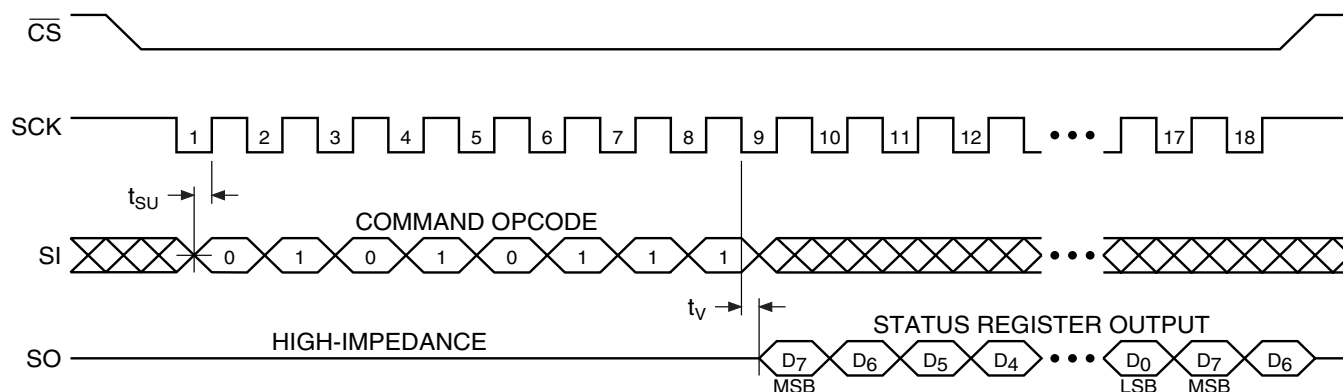 CS
SCK 1 2 3 4 5 6 7 8 9 10 11 12 ••• 17 18
tSU
COMMAND OPCODE
SI 0 1 0 1 0 1 1 1 •••
tV
HIGH-IMPEDANCE
STATUS REGISTER OUTPUT
SO D7 D6 D5 D4 ••• D0 D7 D6
MSB LSB MSB